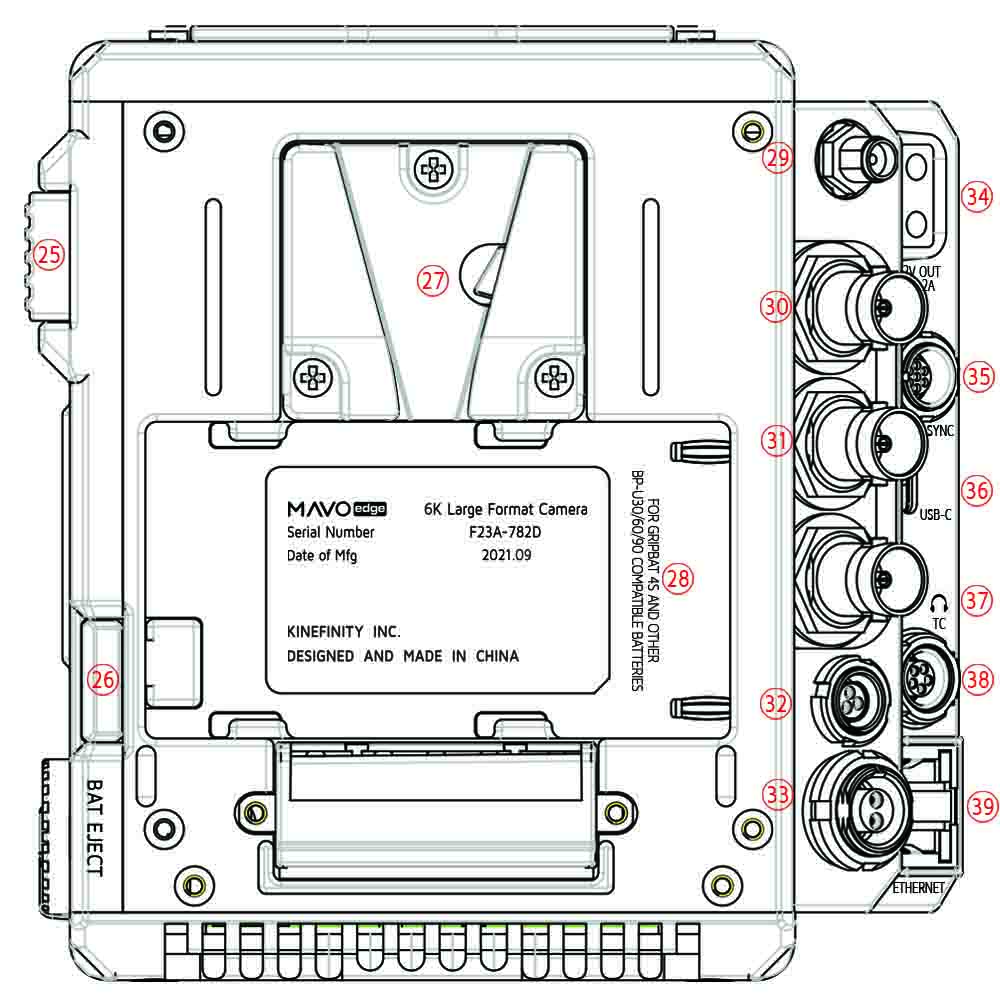 29
34
25
27
V OUT
2A
30
35
31
SYNC
36
USB-C
MAVO edge 6K Large Format Camera
Serial Number F23A-782D
Date of Mfg 2021.09
KINEFINITY INC.
DESIGNED AND MADE IN CHINA
FOR GRIPBAT 4S AND OTHER
BP-U30/60/90 COMPATIBLE BATTERIES
28
37
TC
26
38
32
33
39
BAT EJECT
ETHERNET